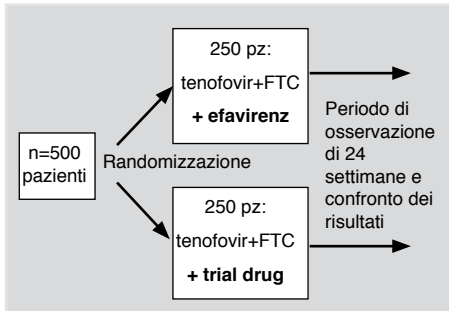 n=500
pazienti
Randomizzazione
250 pz:
tenofovir+FTC
+ efavirenz
250 pz:
tenofovir+FTC
+ trial drug
Periodo di
osservazione
di 24
settimane e
confronto dei
risultati